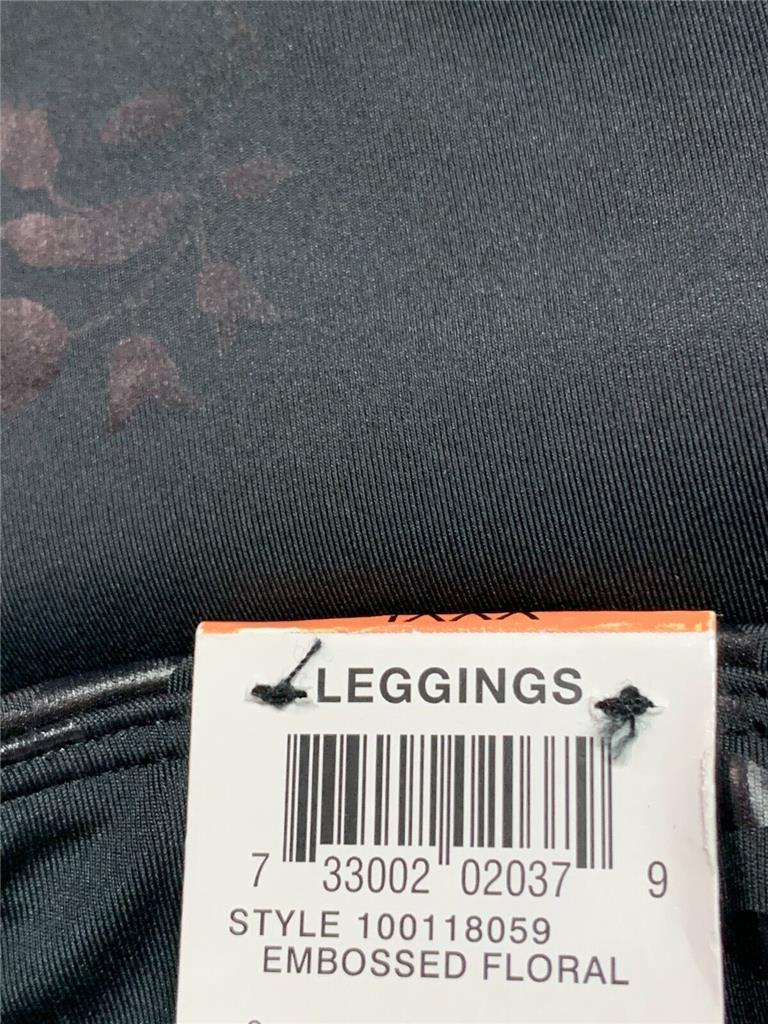 LEGGINGS
7 33002 02037 9
STYLE 100118059
EMBOSSED FLORAL